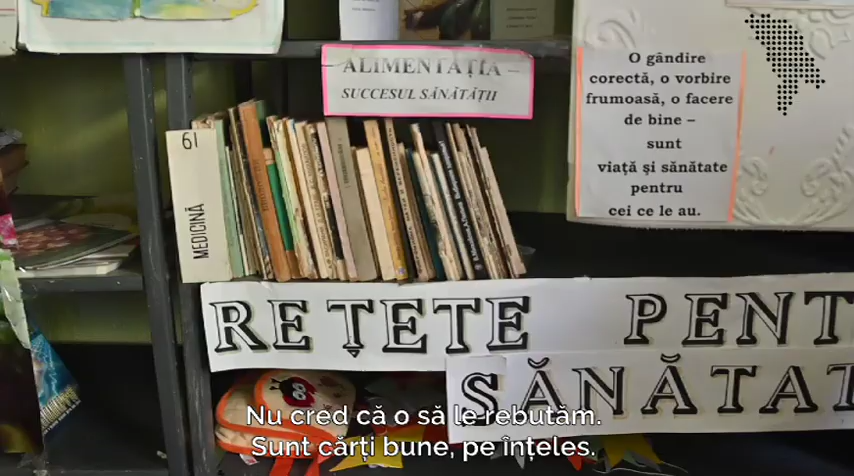 ALIMENTAȚIA –
SUCCESUL SĂNĂTĂȚII
O gândire
corectă, o vorbire
frumoasă, o facere
de bine –
sunt
viață și sănătate
pentru
cei ce le au.
61
MEDICINĂ
REȚETE PENT
SĂNĂTAT
Nu cred că o să le rebutăm.
Sunt cărți bune, pe înțeles.